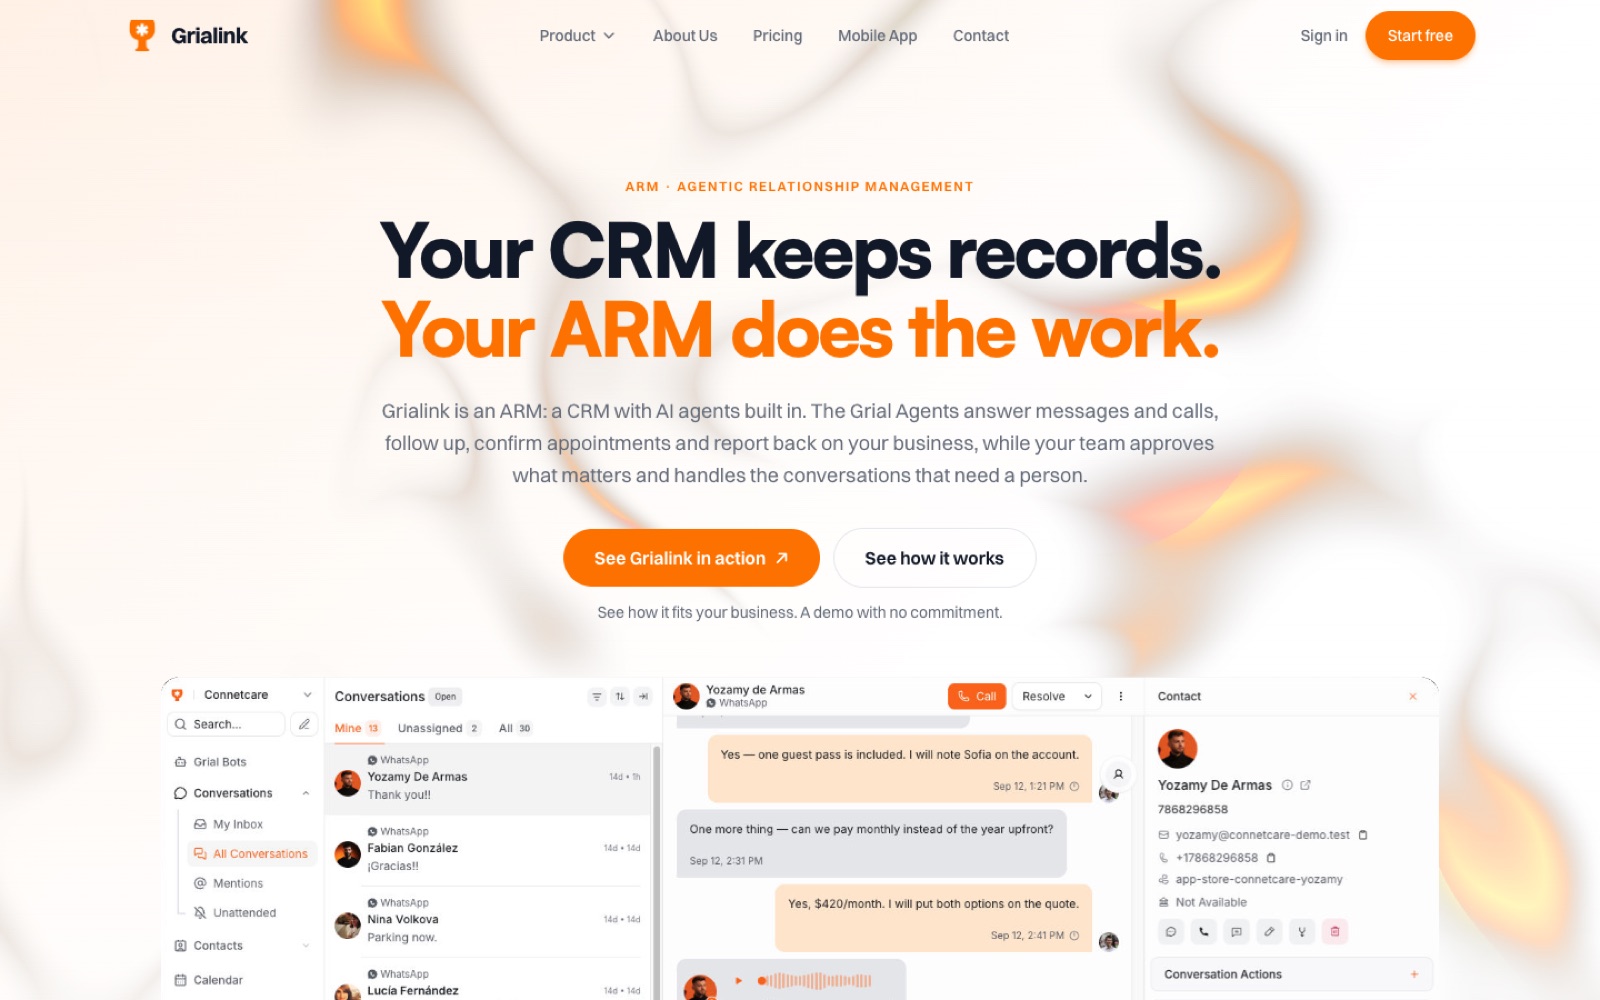 Grialink
Product
About Us
Pricing
Mobile App
Contact
Sign in
Start free
ARM · AGENTIC RELATIONSHIP MANAGEMENT
Your CRM keeps records.
Your ARM does the work.
Grialink is an ARM: a CRM with AI agents built in. The Grial Agents answer messages and calls,
follow up, confirm appointments and report back on your business, while your team approves
what matters and handles the conversations that need a person.
See Grialink in action
See how it works
See how it fits your business. A demo with no commitment.
Connetcare
Search...
Grial Bots
Conversations
My Inbox
All Conversations
Mentions
Unattended
Contacts
Calendar
Conversations Open
Mine 13
Unassigned 2
All 30
WhatsApp
Yozamy De Armas
14d • 1h
Thank you!!
WhatsApp
Fabian González
14d • 14d
¡Gracias!!
WhatsApp
Nina Volkova
14d • 14d
Parking now.
WhatsApp
Lucía Fernández
14d • 14d
Yozamy de Armas
WhatsApp
Call
Resolve
Yes — one guest pass is included. I will note Sofia on the account.
Sep 12, 1:21 PM
One more thing — can we pay monthly instead of the year upfront?
Sep 12, 2:31 PM
Yes, $420/month. I will put both options on the quote.
Sep 12, 2:41 PM
Contact
Yozamy De Armas
7868296858
yozamy@connetcare-demo.test
+17868296858
app-store-connetcare-yozamy
Not Available
Conversation Actions